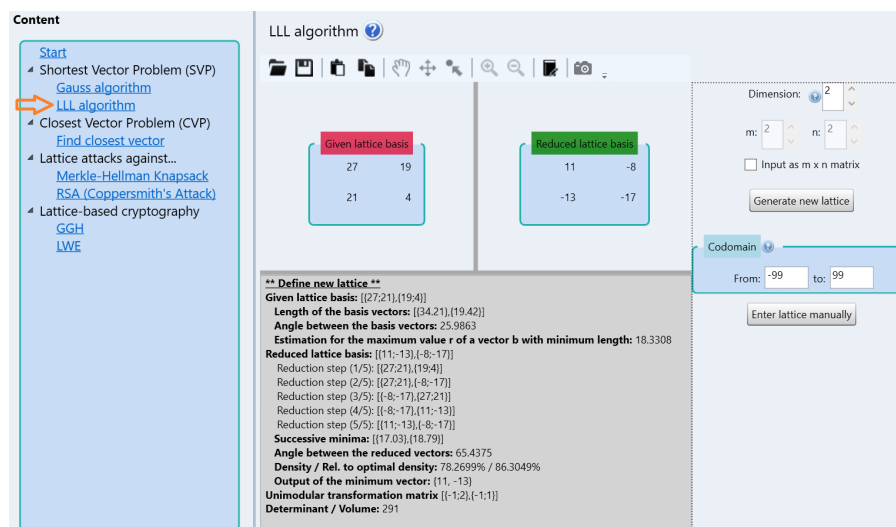 Content
Start
Shortest Vector Problem (SVP)
Gauss algorithm
LLL algorithm
Closest Vector Problem (CVP)
Find closest vector
Lattice attacks against...
Merkle-Hellman Knapsack
RSA (Coppersmith's Attack)
Lattice-based cryptography
GGH
LWE
LLL algorithm ?
Given lattice basis
27 19
21 4
Reduced lattice basis
11 -8
-13 -17
** Define new lattice **
Given lattice basis: [{27;21},{19;4}]
Length of the basis vectors: [{34.21},{19.42}]
Angle between the basis vectors: 25.9863
Estimation for the maximum value r of a vector b with minimum length: 18.3308
Reduced lattice basis: [{11;-13},{-8;-17}]
Reduction step (1/5): [{27;21},{19;4}]
Reduction step (2/5): [{27;21},{-8;-17}]
Reduction step (3/5): [{-8;-17},{27;21}]
Reduction step (4/5): [{-8;-17},{11;-13}]
Reduction step (5/5): [{11;-13},{-8;-17}]
Successive minima: [{17.03},{18.79}]
Angle between the reduced vectors: 65.4375
Density / Rel. to optimal density: 78.2699% / 86.3049%
Output of the minimum vector: {11, -13}
Unimodular transformation matrix [{-1;2},{-1;1}]
Determinant / Volume: 291
Dimension: ? 2
m: 2 n: 2
Input as m x n matrix
Generate new lattice
Codomain ?
From: -99 to: 99
Enter lattice manually